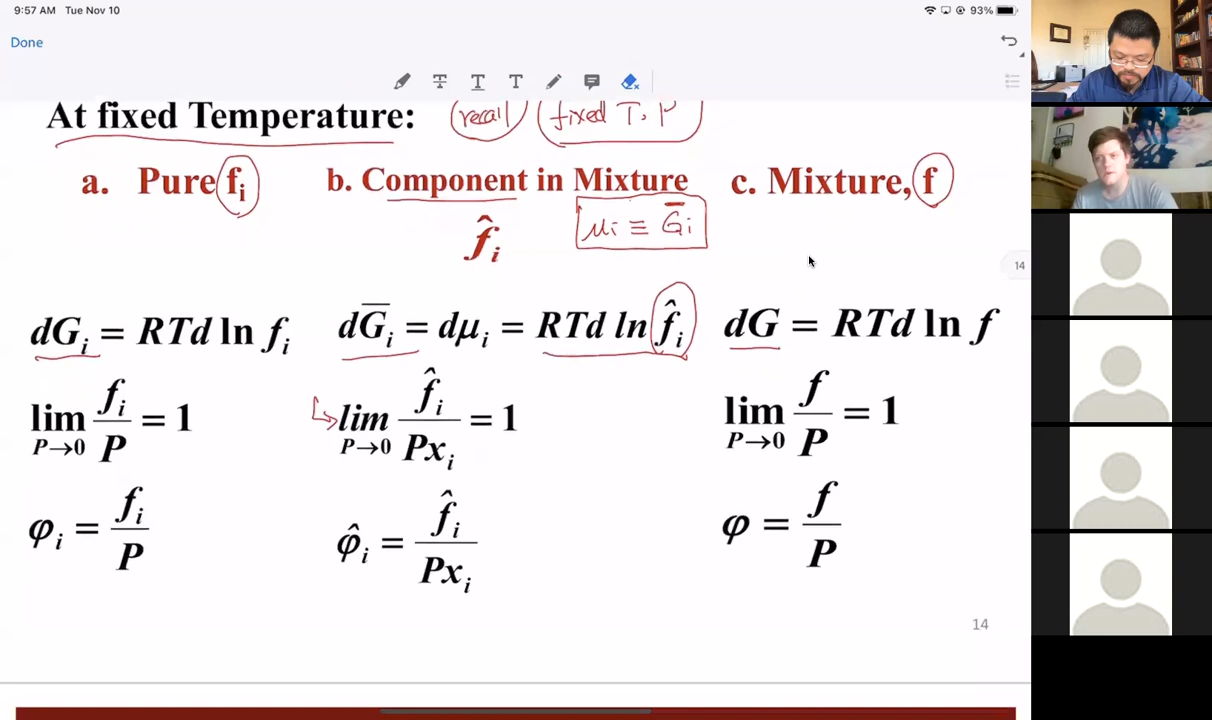 9:57 AM Tue Nov 10 93%
Done
At fixed Temperature: recall fixed T, P
a. Pure fᵢ b. Component in Mixture c. Mixture, f
f̂ᵢ μᵢ ≡ G̅ᵢ
14
dGᵢ = RTd ln fᵢ dG̅ᵢ = dμᵢ = RTd ln f̂ᵢ dG = RTd ln f
lim P→0 fᵢ/P = 1 lim P→0 f̂ᵢ/Pxᵢ = 1 lim P→0 f/P = 1
φᵢ = fᵢ/P φ̂ᵢ = f̂ᵢ/Pxᵢ φ = f/P
14